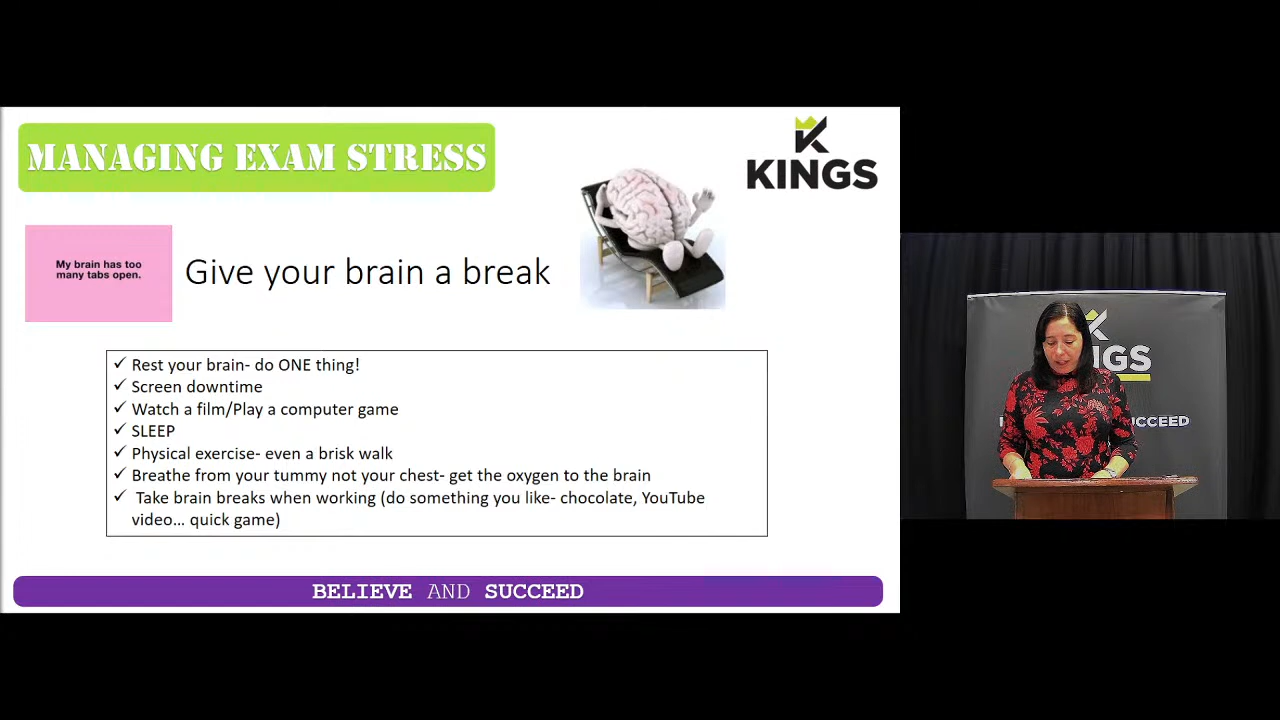 MANAGING EXAM STRESS
KINGS
My brain has too
many tabs open.
Give your brain a break
✓ Rest your brain- do ONE thing!
✓ Screen downtime
✓ Watch a film/Play a computer game
✓ SLEEP
✓ Physical exercise- even a brisk walk
✓ Breathe from your tummy not your chest- get the oxygen to the brain
✓ Take brain breaks when working (do something you like- chocolate, YouTube
video… quick game)
BELIEVE AND SUCCEED
NGS
UCCEED